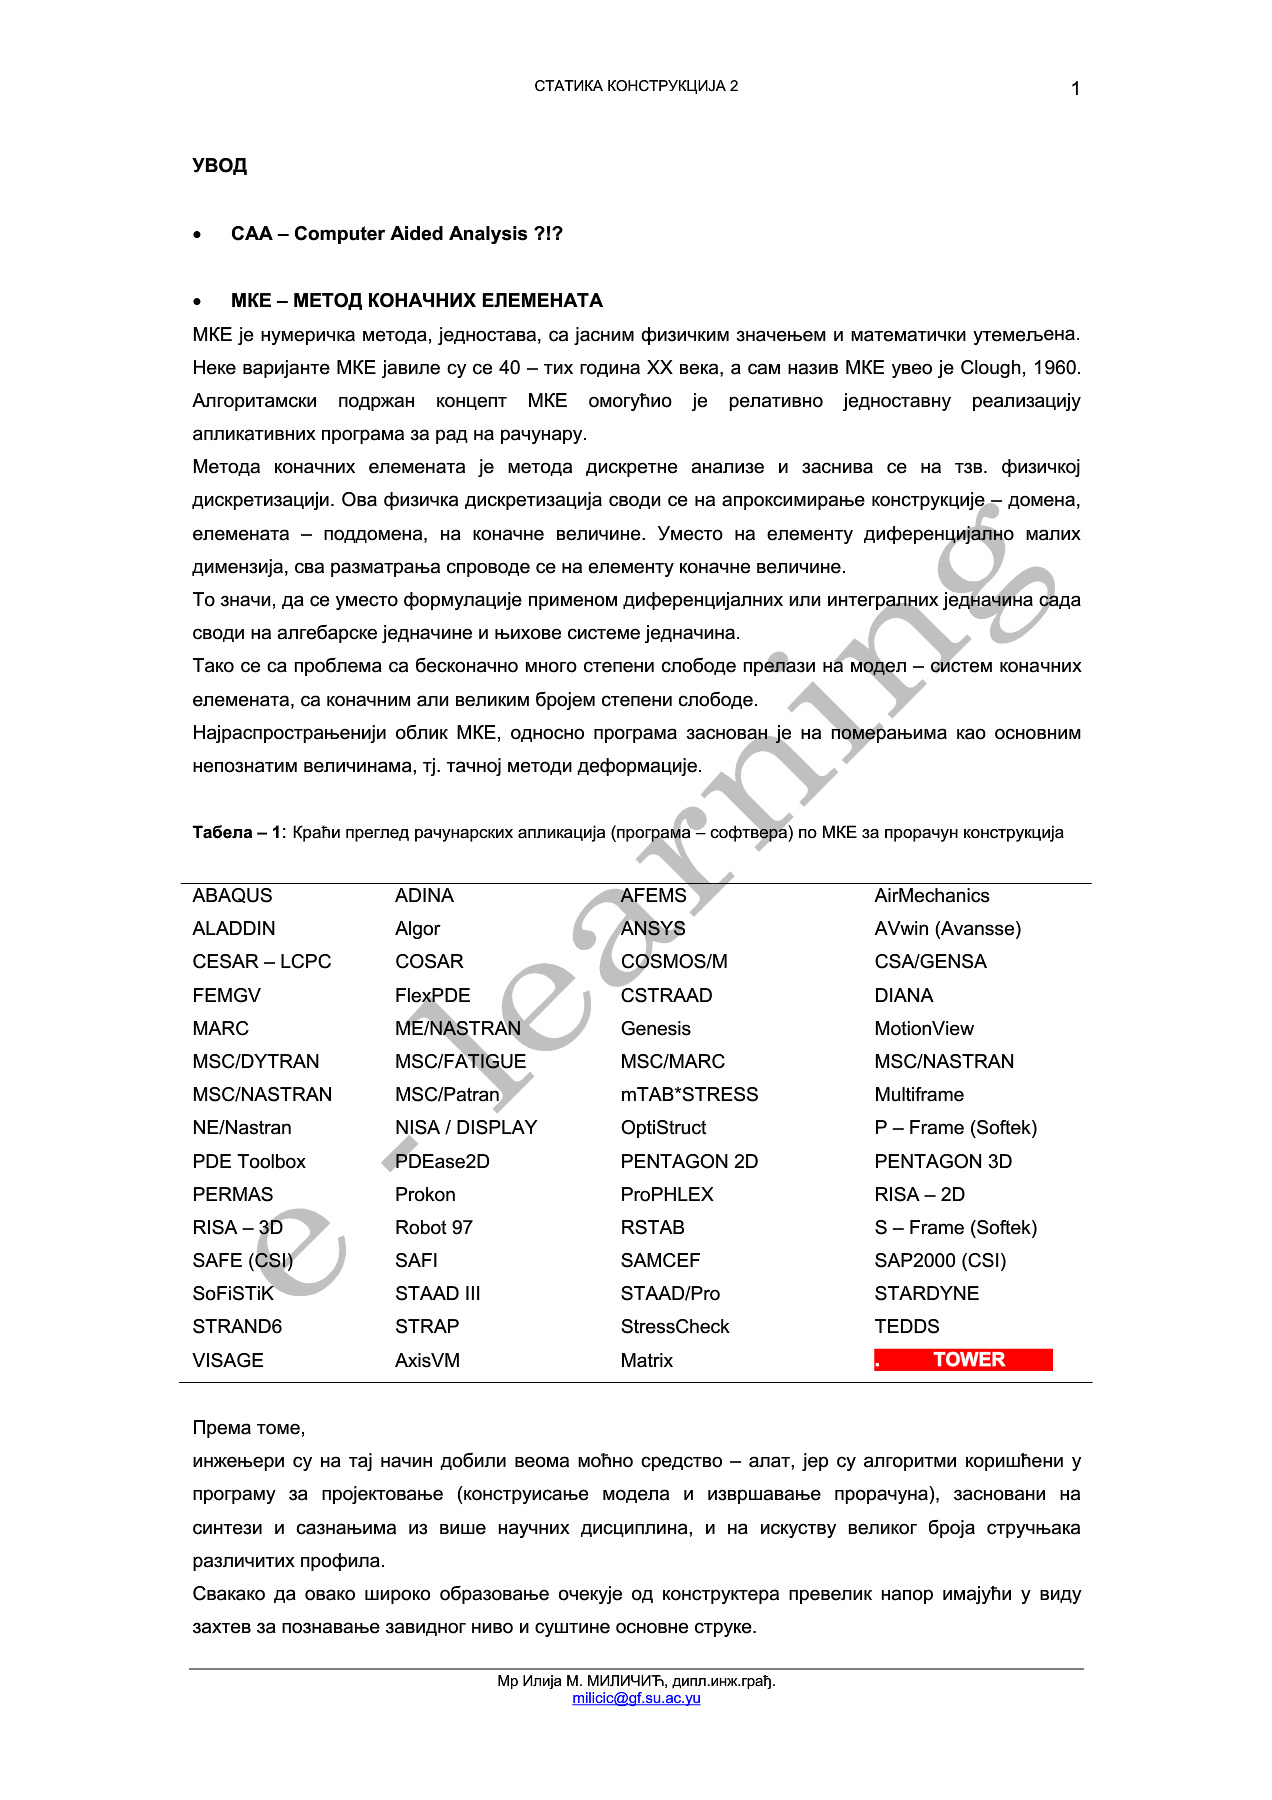 СТАТИКА КОНСТРУКЦИЈА 2
1
УВОД
• CAA – Computer Aided Analysis ?!?
• МКЕ – МЕТОД КОНАЧНИХ ЕЛЕМЕНАТА
МКЕ је нумеричка метода, једностава, са јасним физичким значењем и математички утемељена.
Неке варијанте МКЕ јавиле су се 40 – тих година XX века, а сам назив МКЕ увео је Clough, 1960.
Алгоритамски подржан концепт МКЕ омогућио је релативно једноставну реализацију
апликативних програма за рад на рачунару.
Метода коначних елемената је метода дискретне анализе и заснива се на тзв. физичкој
дискретизацији. Ова физичка дискретизација своди се на апроксимирање конструкције – домена,
елемената – поддомена, на коначне величине. Уместо на елементу диференцијално малих
димензија, сва разматрања спроводе се на елементу коначне величине.
То значи, да се уместо формулације применом диференцијалних или интегралних једначина сада
своди на алгебарске једначине и њихове системе једначина.
Тако се са проблема са бесконачно много степени слободе прелази на модел – систем коначних
елемената, са коначним али великим бројем степени слободе.
Најраспрострањенији облик МКЕ, односно програма заснован је на померањима као основним
непознатим величинама, тј. тачној методи деформације.
Табела – 1: Краћи преглед рачунарских апликација (програма – софтвера) по МКЕ за прорачун конструкција
ABAQUS ADINA AFEMS AirMechanics
ALADDIN Algor ANSYS AVwin (Avansse)
CESAR – LCPC COSAR COSMOS/M CSA/GENSA
FEMGV FlexPDE CSTRAAD DIANA
MARC ME/NASTRAN Genesis MotionView
MSC/DYTRAN MSC/FATIGUE MSC/MARC MSC/NASTRAN
MSC/NASTRAN MSC/Patran mTAB*STRESS Multiframe
NE/Nastran NISA / DISPLAY OptiStruct P – Frame (Softek)
PDE Toolbox PDEase2D PENTAGON 2D PENTAGON 3D
PERMAS Prokon ProPHLEX RISA – 2D
RISA – 3D Robot 97 RSTAB S – Frame (Softek)
SAFE (CSI) SAFI SAMCEF SAP2000 (CSI)
SoFiSTiK STAAD III STAAD/Pro STARDYNE
STRAND6 STRAP StressCheck TEDDS
VISAGE AxisVM Matrix . TOWER
Према томе,
инжењери су на тај начин добили веома моћно средство – алат, јер су алгоритми коришћени у
програму за пројектовање (конструисање модела и извршавање прорачуна), засновани на
синтези и сазнањима из више научних дисциплина, и на искуству великог броја стручњака
различитих профила.
Свакако да овако широко образовање очекује од конструктера превелик напор имајући у виду
захтев за познавање завидног ниво и суштине основне струке.
Мр Илија М. МИЛИЧИЋ, дипл.инж.грађ.
milicic@gf.su.ac.yu
e - learning